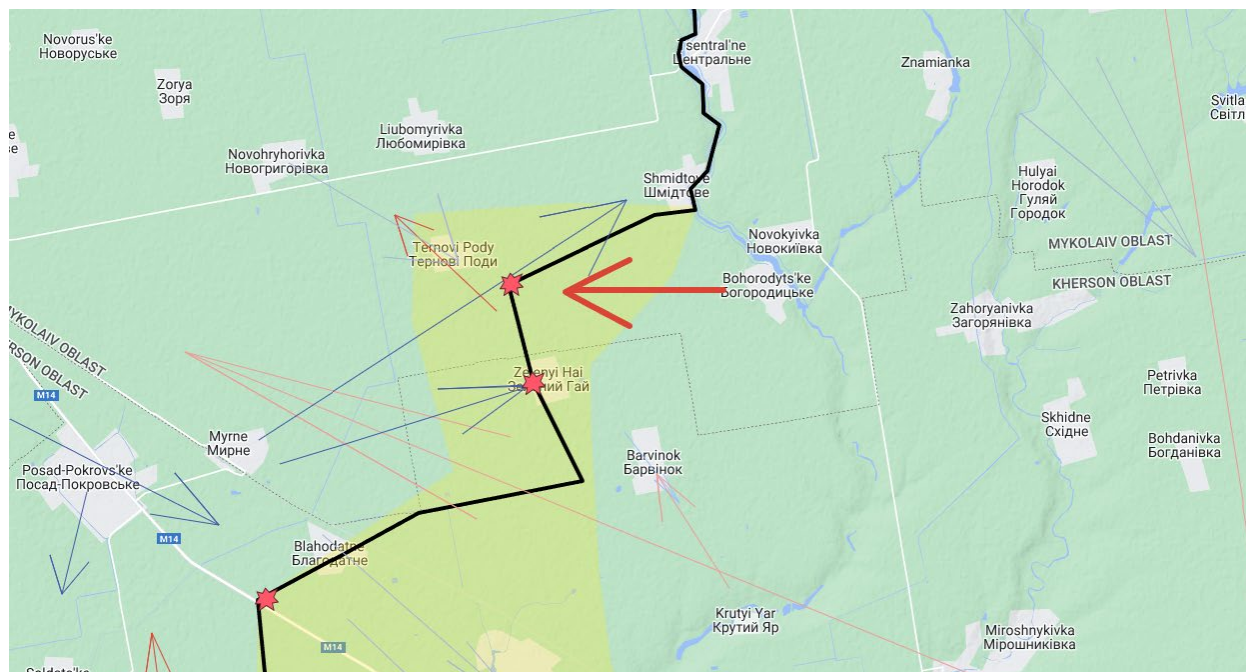 Novorus'ke
Новоруське
Zorya
Зоря
Liubomyrivka
Любомирівка
Novohryhorivka
Новогригорівка
sentral'ne
Центральне
Znamianka
Shmidtove
Шмідтове
Hulyai
Horodok
Гуляй
Городок
Ternovi Pody
Тернові Поди
Novokyivka
Новокиївка
MYKOLAIV OBLAST
KHERSON OBLAST
Bohorodyts'ke
Богородицьке
Zahoryanivka
Загорянівка
MYKOLAIV OBLAST
KHERSON OBLAST
M14
Zelenyi Hai
Гай
Petrivka
Петрівка
Skhidne
Східне
Bohdanivka
Богданівка
Myrne
Мирне
Barvinok
Барвінок
Posad-Pokrovs'ke
Посад-Покровське
M14
Blahodatne
Благодатне
Krutyi Yar
Крутий Яр
Miroshnykivka
Мірошниківка
M14